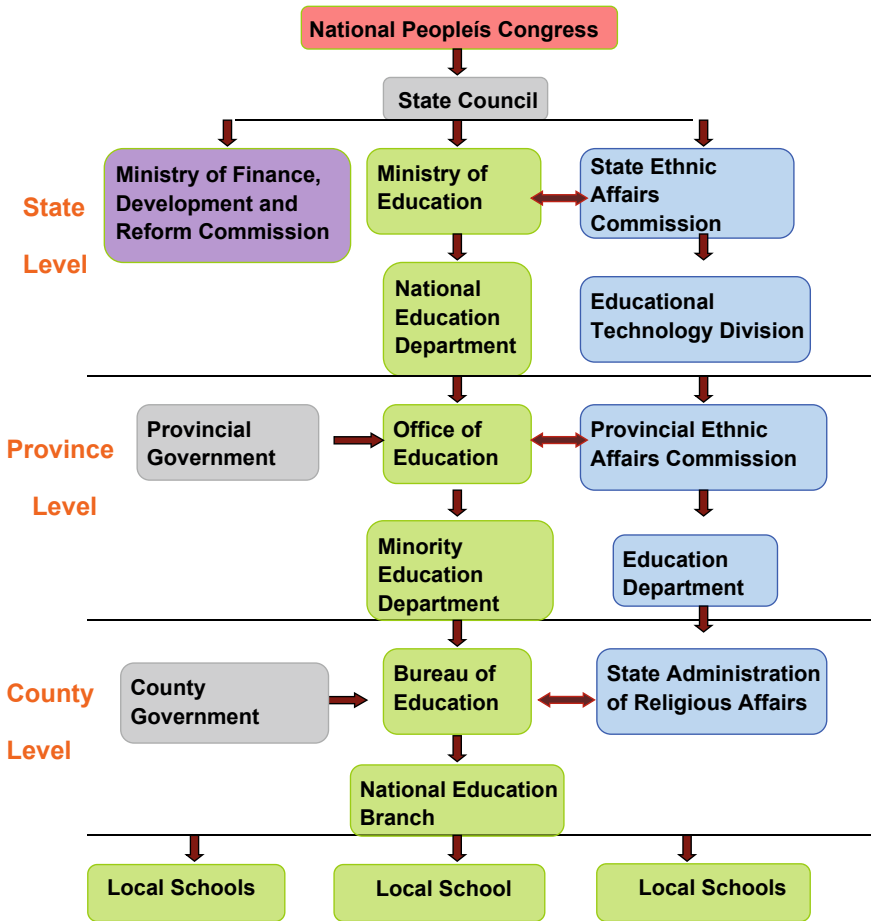 National Peopleís Congress
State Council
Ministry of Finance,
Development and
Reform Commission
Ministry of
Education
State Ethnic
Affairs
Commission
State
Level
National
Education
Department
Educational
Technology Division
Province
Level
Provincial
Government
Office of
Education
Provincial Ethnic
Affairs Commission
Minority
Education
Department
Education
Department
County
Level
County
Government
Bureau of
Education
State Administration
of Religious Affairs
National Education
Branch
Local Schools
Local School
Local Schools